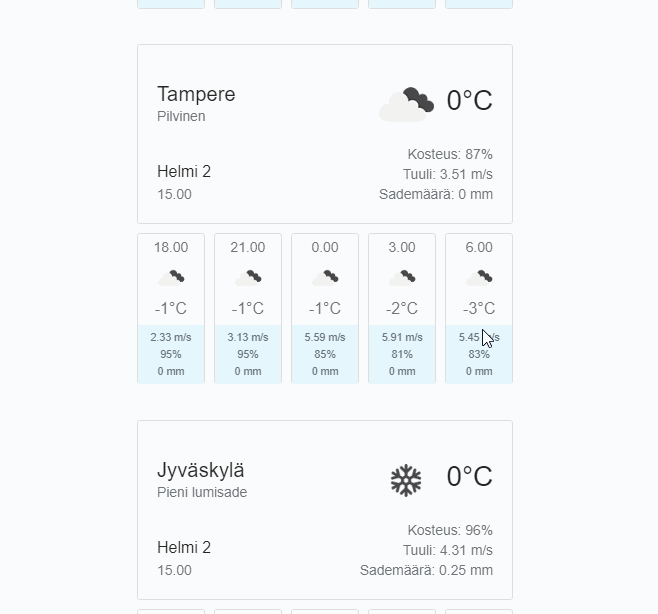 Tampere
Pilvinen
0°C
Helmi 2
15.00
Kosteus: 87%
Tuuli: 3.51 m/s
Sademäärä: 0 mm
18.00 21.00 0.00 3.00 6.00
-1°C -1°C -1°C -2°C -3°C
2.33 m/s 3.13 m/s 5.59 m/s 5.91 m/s 5.45 /s
95% 95% 85% 81% 83%
0 mm 0 mm 0 mm 0 mm 0 mm
Jyväskylä
Pieni lumisade
0°C
Helmi 2
15.00
Kosteus: 96%
Tuuli: 4.31 m/s
Sademäärä: 0.25 mm